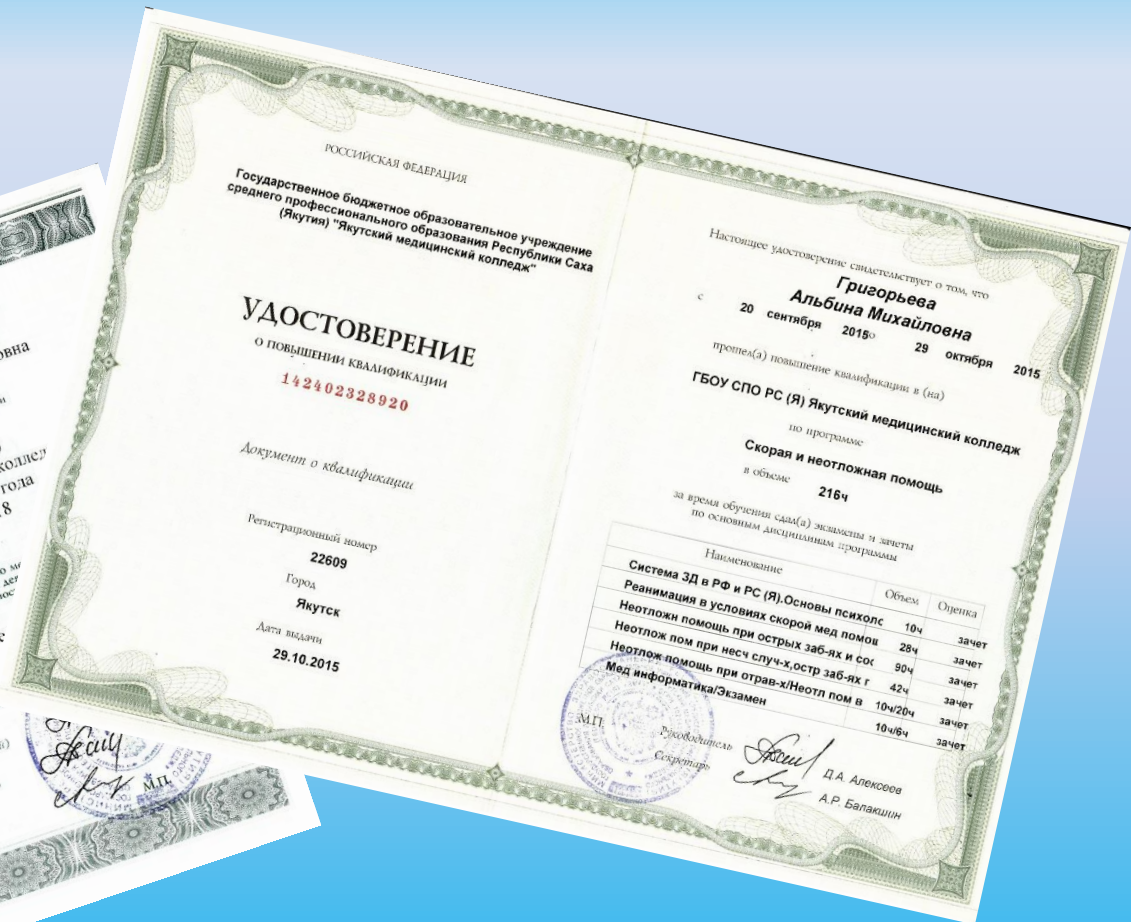 РОССИЙСКАЯ ФЕДЕРАЦИЯ
Государственное бюджетное образовательное учреждение
среднего профессионального образования Республики Саха
(Якутия) "Якутский медицинский колледж"
УДОСТОВЕРЕНИЕ
О ПОВЫШЕНИИ КВАЛИФИКАЦИИ
142402328920
Документ о квалификации
Регистрационный номер
22609
Город
Якутск
Дата выдачи
29.10.2015
Настоящее удостоверение свидетельствует о том, что
Григорьева
Альбина Михайловна
с 20 сентября 2015 29 октября 2015
прошел(а) повышение квалификации в (на)
ГБОУ СПО РС (Я) Якутский медицинский колледж
по программе
Скорая и неотложная помощь
в объеме
216ч
за время обучения сдал(а) экзамены и зачеты
по основным дисциплинам программы
Наименование Объем Оценка
Система ЗД в РФ и РС (Я).Основы психоло 10ч зачет
Реанимация в условиях скорой мед помощ 28ч зачет
Неотложн помощь при острых заб-ях и сос 90ч зачет
Неотлож пом при несч случ-х,остр заб-ях г 42ч зачет
Неотлож помощь при отрав-х/Неотл пом в 10ч/20ч зачет
Мед информатика/Экзамен 10ч/6ч зачет
М.П.
Руководитель
Д.А. Алексеев
Секретарь
А.Р. Балакшин
овна
коллед
года
8
М.П.